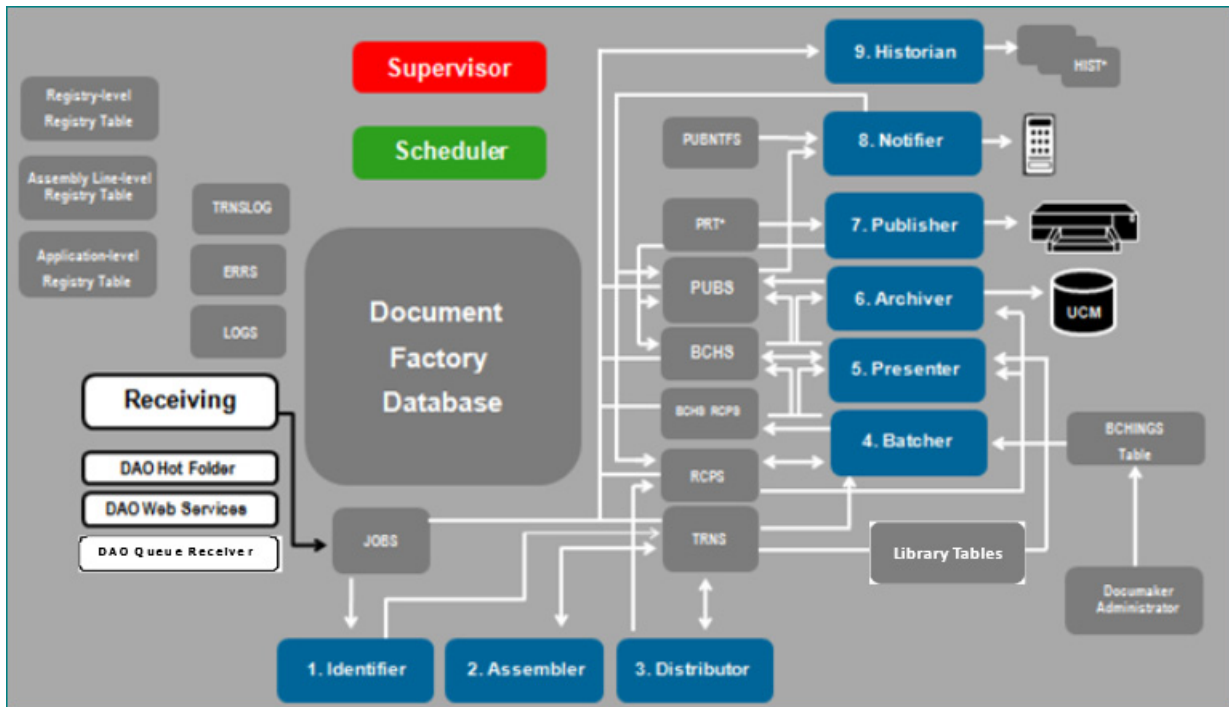 Registry-level
Registry Table
Assembly Line-level
Registry Table
Application-level
Registry Table
TRNSLOG
ERRS
LOGS
Supervisor
Scheduler
Document
Factory
Database
Receiving
DAO Hot Folder
DAO Web Services
DAO Queue Receiver
JOBS
1. Identifier
2. Assembler
3. Distributor
PUBNTFS
PRT*
PUBS
BCHS
BCHS RCPS
RCPS
TRNS
9. Historian
8. Notifier
7. Publisher
6. Archiver
5. Presenter
4. Batcher
HIST*
UCM
BCHINGS
Table
Library Tables
Documaker
Administrator